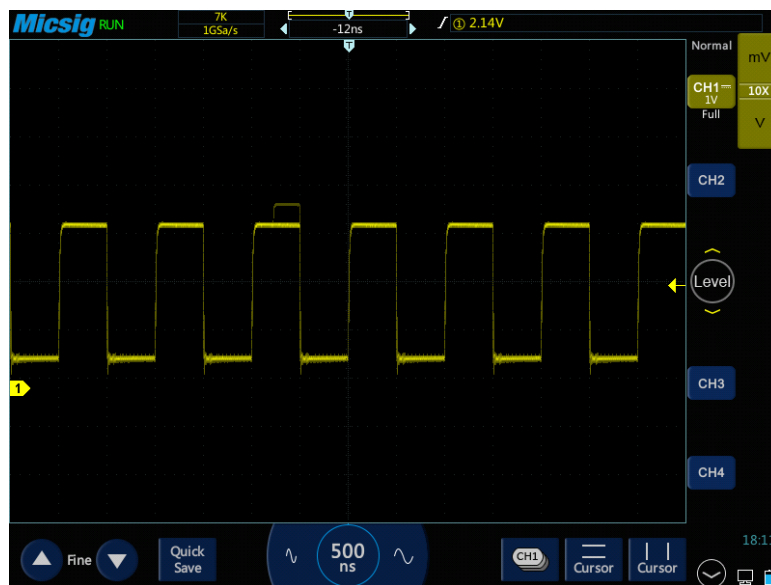 Micsig RUN
7K
1GSa/s
T
-12ns
1 2.14V
T
Normal
mV
CH1
1V
10X
Full
V
CH2
Level
1
CH3
CH4
18:11
Fine
Quick
Save
500
ns
CH1
Cursor
Cursor